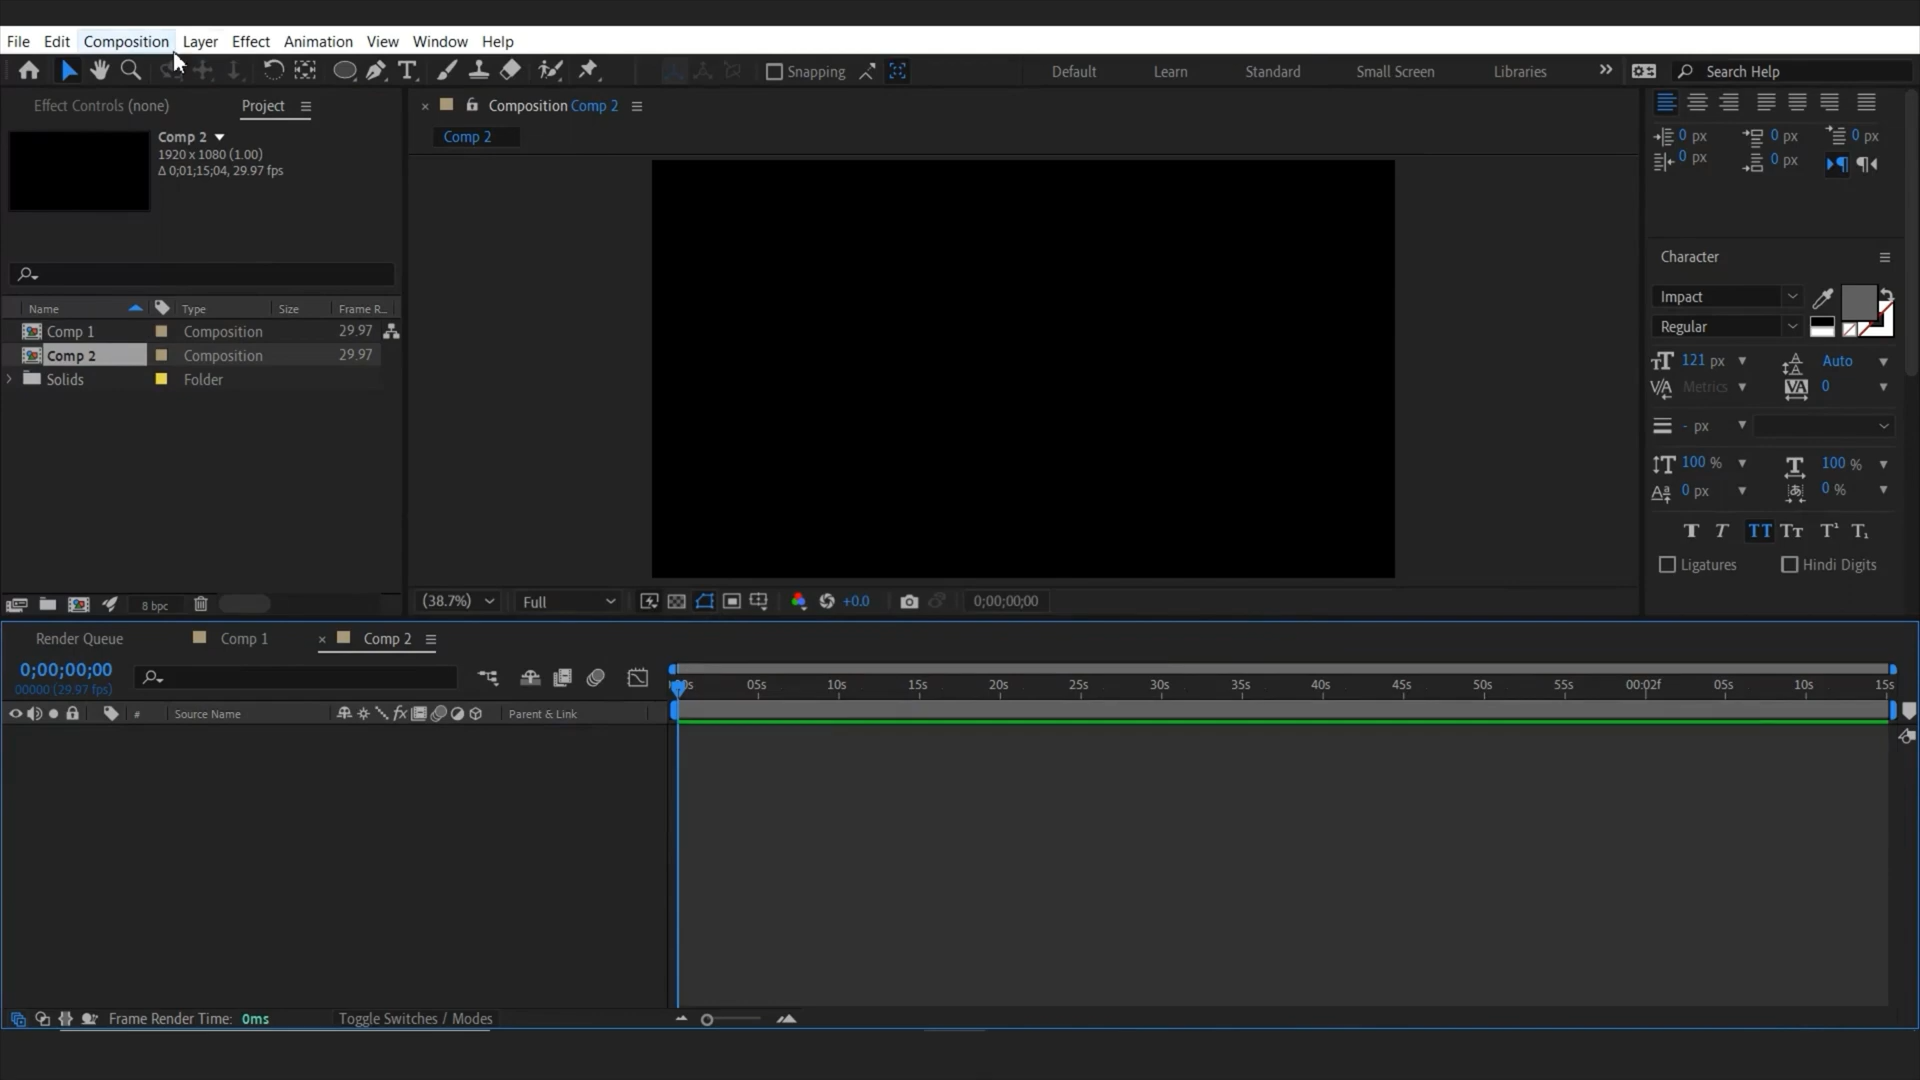 File Edit Composition Layer Effect Animation View Window Help
Snapping Default Learn Standard Small Screen Libraries Search Help
Effect Controls (none) Project
Composition Comp 2
Comp 2
1920 x 1080 (1.00)
Δ 0;01;15;04, 29.97 fps
Comp 2
0 px 0 px 0 px
0 px 0 px
Character
Impact
Regular
Name Type Size Frame R...
Comp 1 Composition 29.97
Comp 2 Composition 29.97
Solids Folder
121 px Auto
Metrics 0
- px
100 % 100 %
0 px 0 %
T T TT TT T¹ T₁
Ligatures Hindi Digits
8 bpc
(38.7%) Full +0.0 0;00;00;00
Render Queue Comp 1 Comp 2
0;00;00;00
00000 (29.97 fps)
05s 10s 15s 20s 25s 30s 35s 40s 45s 50s 55s 00:02f 05s 10s 15s
# Source Name fx Parent & Link
Frame Render Time: 0ms Toggle Switches / Modes